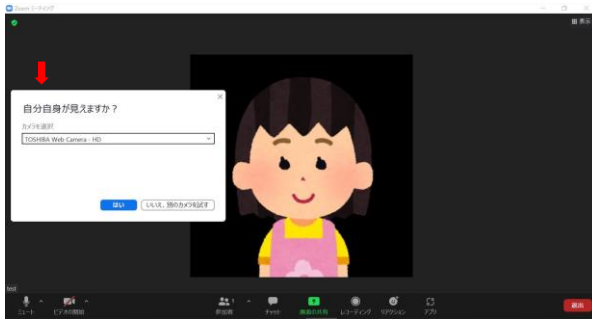 Zoom ミーティング
表示
自分自身が見えますか？
カメラを選択
TOSHIBA Web Camera - HD
はい
いいえ、別のカメラを試す
test
ミュート
ビデオの開始
1
参加者
チャット
画面の共有
レコーディング
リアクション
アプリ
退出